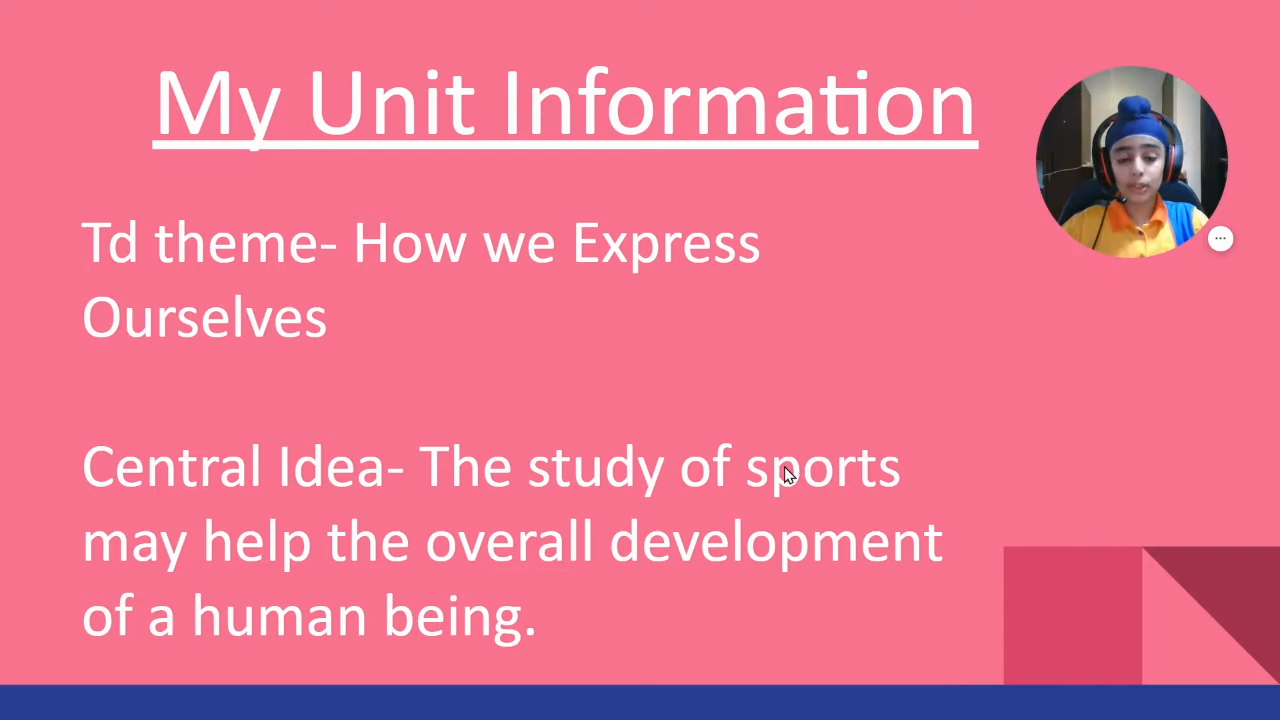 My Unit Information
Td theme- How we Express
Ourselves
Central Idea- The study of sports
may help the overall development
of a human being.